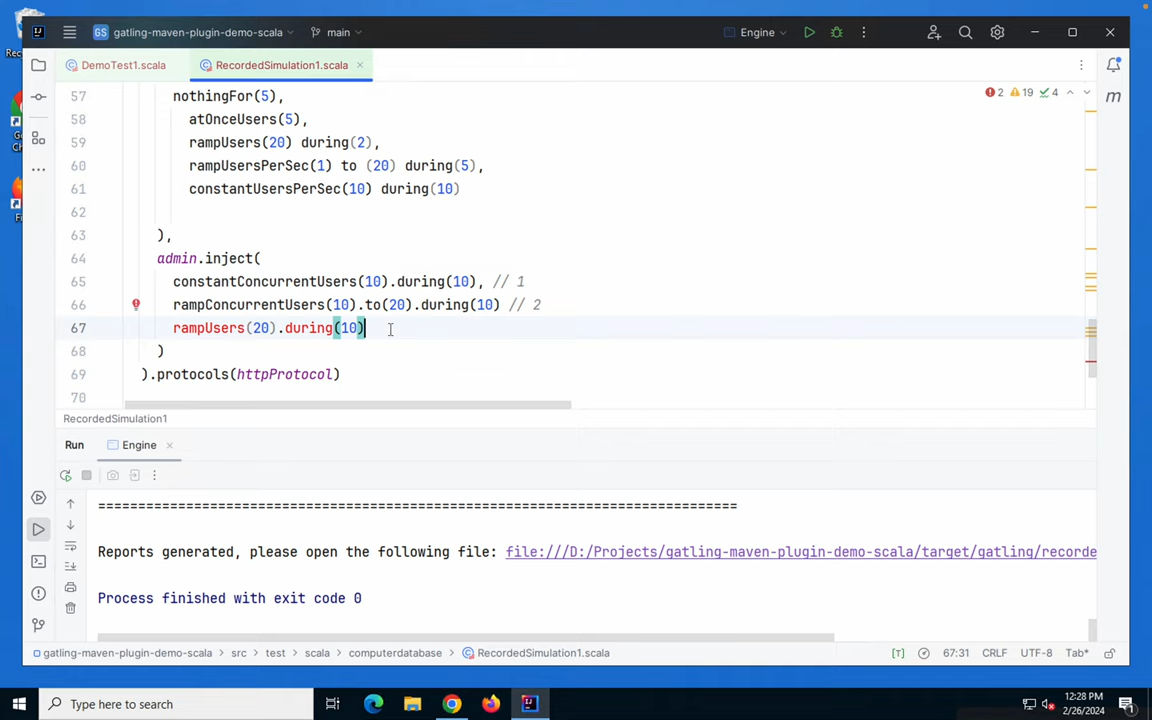 GS gatling-maven-plugin-demo-scala main Engine
DemoTest1.scala RecordedSimulation1.scala
2 19 4
57 nothingFor(5),
58 atOnceUsers(5),
59 rampUsers(20) during(2),
60 rampUsersPerSec(1) to (20) during(5),
61 constantUsersPerSec(10) during(10)
62
63 ),
64 admin.inject(
65 constantConcurrentUsers(10).during(10), // 1
66 rampConcurrentUsers(10).to(20).during(10) // 2
67 rampUsers(20).during(10)
68 )
69 ).protocols(httpProtocol)
70
RecordedSimulation1
Run Engine
================================================================================
Reports generated, please open the following file: file:///D:/Projects/gatling-maven-plugin-demo-scala/target/gatling/recorde
Process finished with exit code 0
gatling-maven-plugin-demo-scala src test scala computerdatabase RecordedSimulation1.scala [T] 67:31 CRLF UTF-8 Tab*
Type here to search
12:28 PM
2/26/2024
1